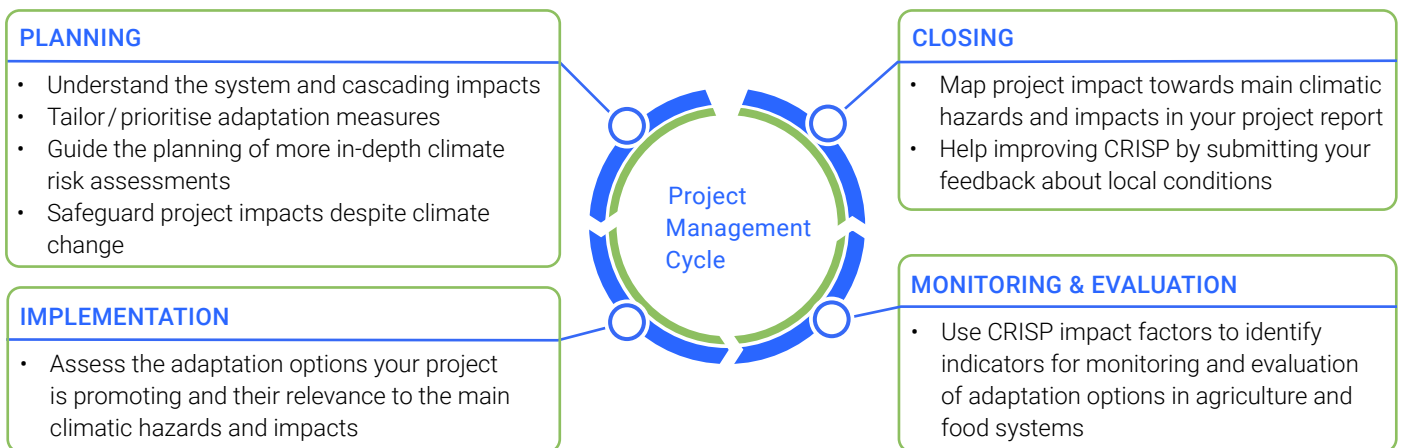 PLANNING
• Understand the system and cascading impacts
• Tailor/prioritise adaptation measures
• Guide the planning of more in-depth climate
risk assessments
• Safeguard project impacts despite climate
change
IMPLEMENTATION
• Assess the adaptation options your project
is promoting and their relevance to the main
climatic hazards and impacts
Project
Management
Cycle
CLOSING
• Map project impact towards main climatic
hazards and impacts in your project report
• Help improving CRISP by submitting your
feedback about local conditions
MONITORING & EVALUATION
• Use CRISP impact factors to identify
indicators for monitoring and evaluation
of adaptation options in agriculture and
food systems